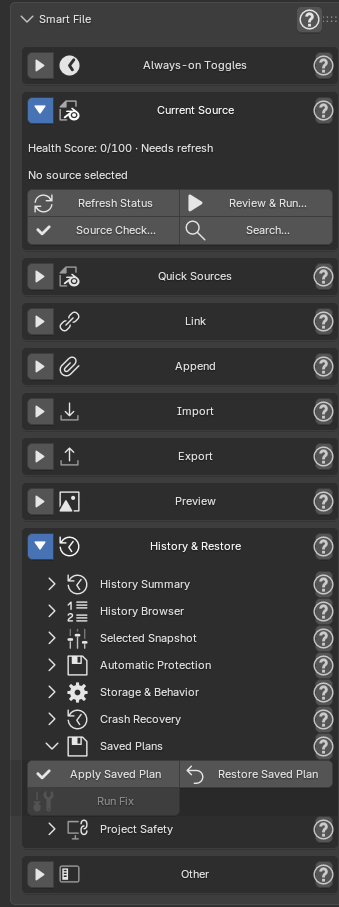 Smart File
Always-on Toggles
Current Source
Health Score: 0/100 · Needs refresh
No source selected
Refresh Status
Review & Run...
Source Check...
Search...
Quick Sources
Link
Append
Import
Export
Preview
History & Restore
History Summary
History Browser
Selected Snapshot
Automatic Protection
Storage & Behavior
Crash Recovery
Saved Plans
Apply Saved Plan
Restore Saved Plan
Run Fix
Project Safety
Other